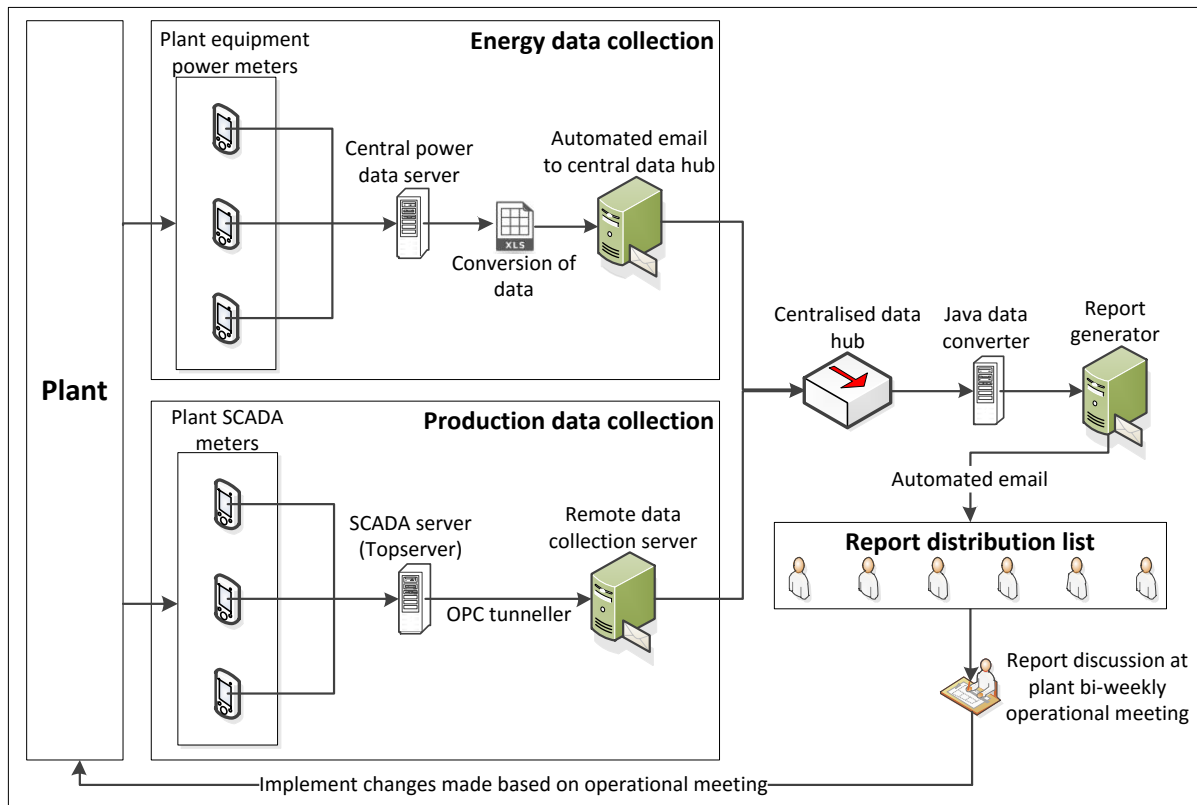 Plant
Energy data collection
Plant equipment
power meters
Central power
data server
XLS
Conversion of
data
Automated email
to central data hub
Production data collection
Plant SCADA
meters
SCADA server
(Topserver)
OPC tunneller
Remote data
collection server
Centralised data
hub
Java data
converter
Report
generator
Automated email
Report distribution list
Report discussion at
plant bi-weekly
operational meeting
Implement changes made based on operational meeting